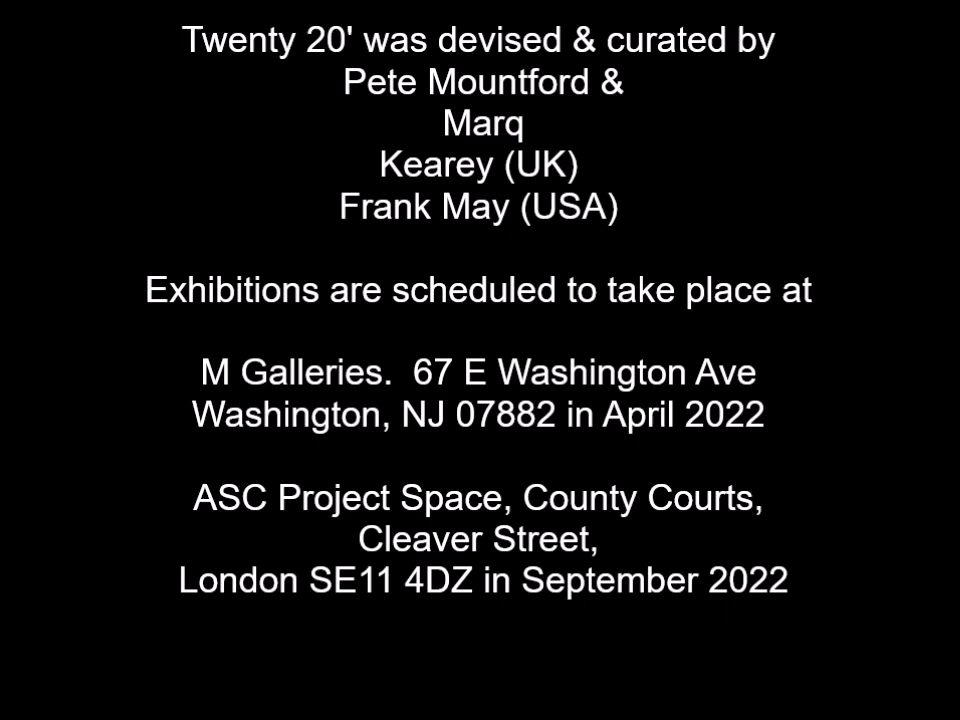 Twenty 20' was devised & curated by
Pete Mountford &
Marq
Kearey (UK)
Frank May (USA)
Exhibitions are scheduled to take place at
M Galleries.  67 E Washington Ave
Washington, NJ 07882 in April 2022
ASC Project Space, County Courts,
Cleaver Street,
London SE11 4DZ in September 2022